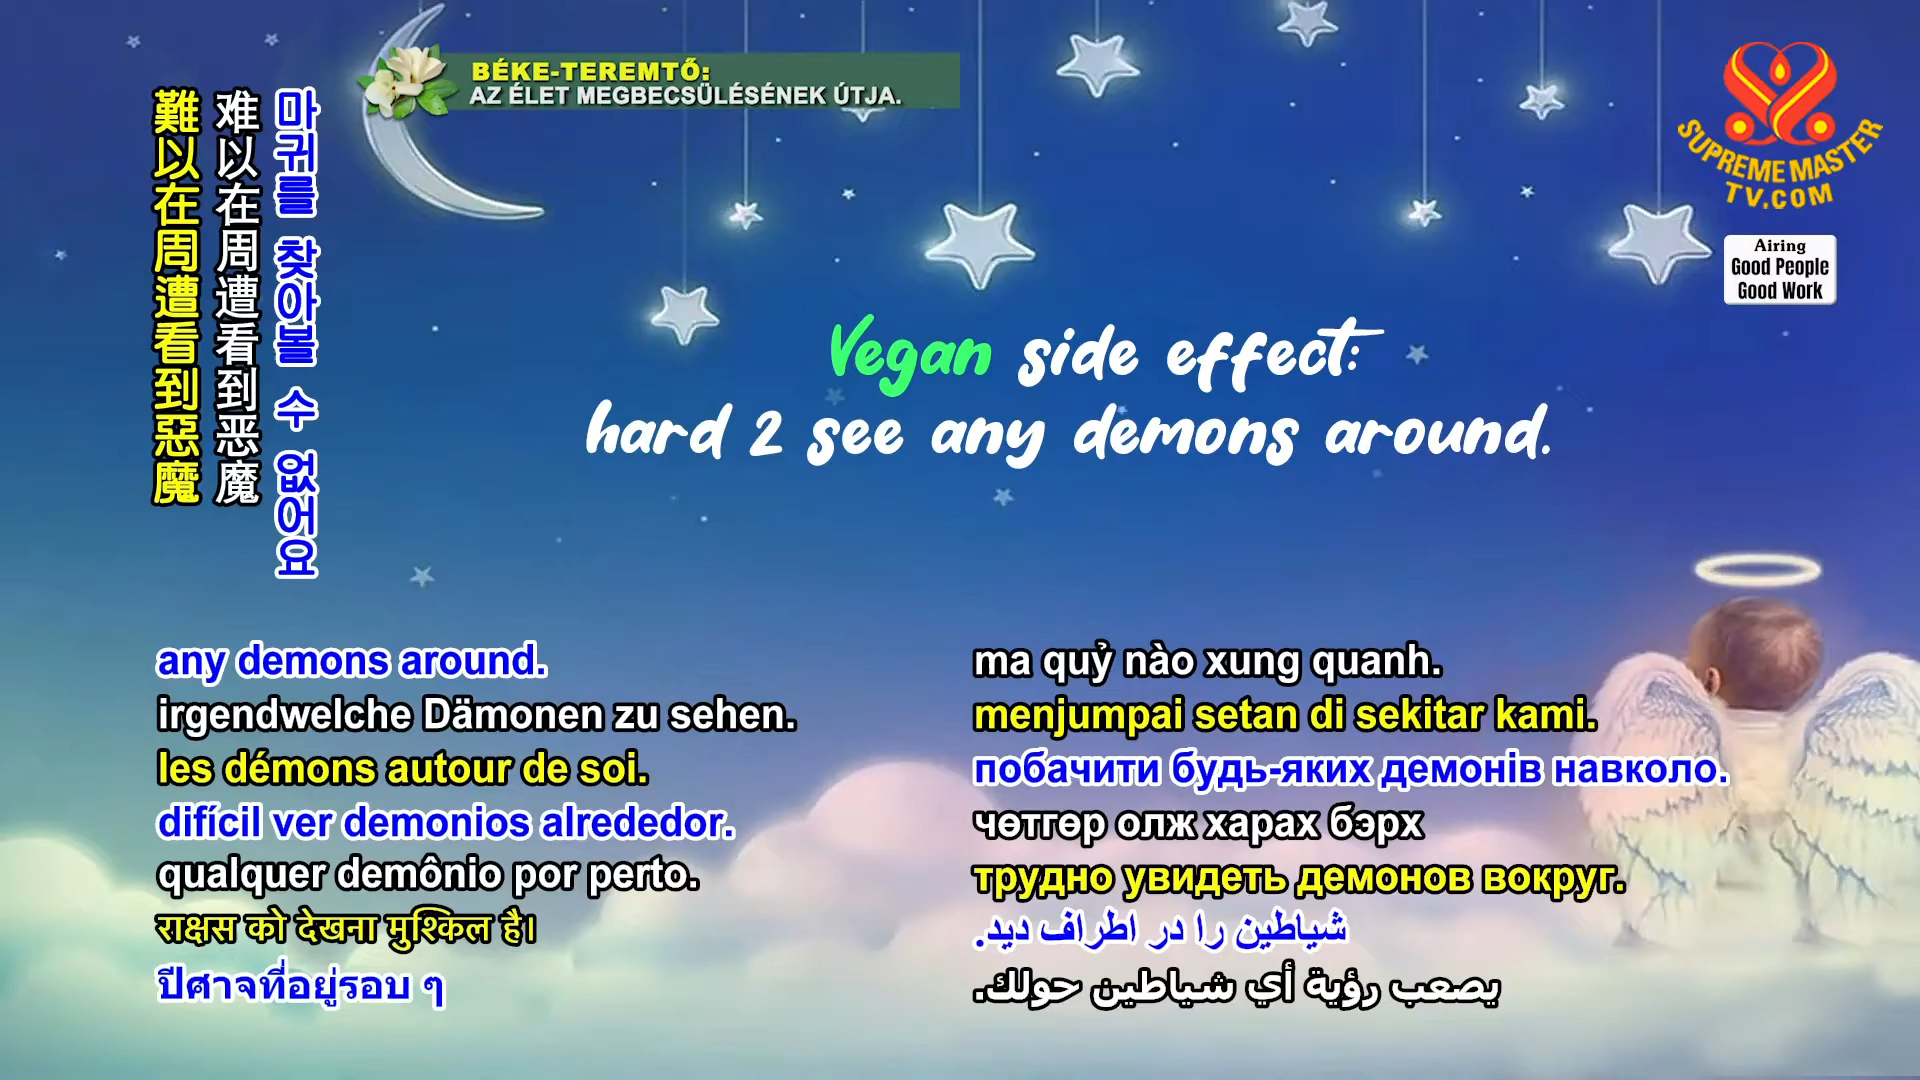 BÉKE-TEREMTŐ:
AZ ÉLET MEGBECSÜLÉSÉNEK ÚTJA.
SUPREME MASTER
TV.COM
Airing
Good People
Good Work
難以在周遭看到惡魔
难以在周遭看到恶魔
마귀를 찾아볼 수 없어요
Vegan side effect:
hard 2 see any demons around.
any demons around.
irgendwelche Dämonen zu sehen.
les démons autour de soi.
difícil ver demonios alrededor.
qualquer demônio por perto.
राक्षस को देखना मुश्किल है।
ปีศาจที่อยู่รอบ ๆ
ma quỷ nào xung quanh.
menjumpai setan di sekitar kami.
побачити будь-яких демонів навколо.
чөтгөр олж харах бэрх
трудно увидеть демонов вокруг.
شیاطین را در اطراف دید.
يصعب رؤية أي شياطين حولك.